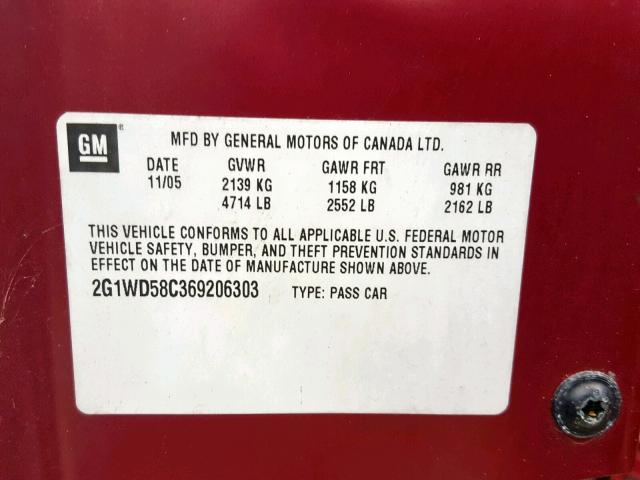 GM® MFD BY GENERAL MOTORS OF CANADA LTD.
DATE GVWR GAWR FRT GAWR RR
11/05 2139 KG 1158 KG 981 KG
4714 LB 2552 LB 2162 LB
THIS VEHICLE CONFORMS TO ALL APPLICABLE U.S. FEDERAL MOTOR
VEHICLE SAFETY, BUMPER, AND THEFT PREVENTION STANDARDS IN
EFFECT ON THE DATE OF MANUFACTURE SHOWN ABOVE.
2G1WD58C369206303 TYPE: PASS CAR